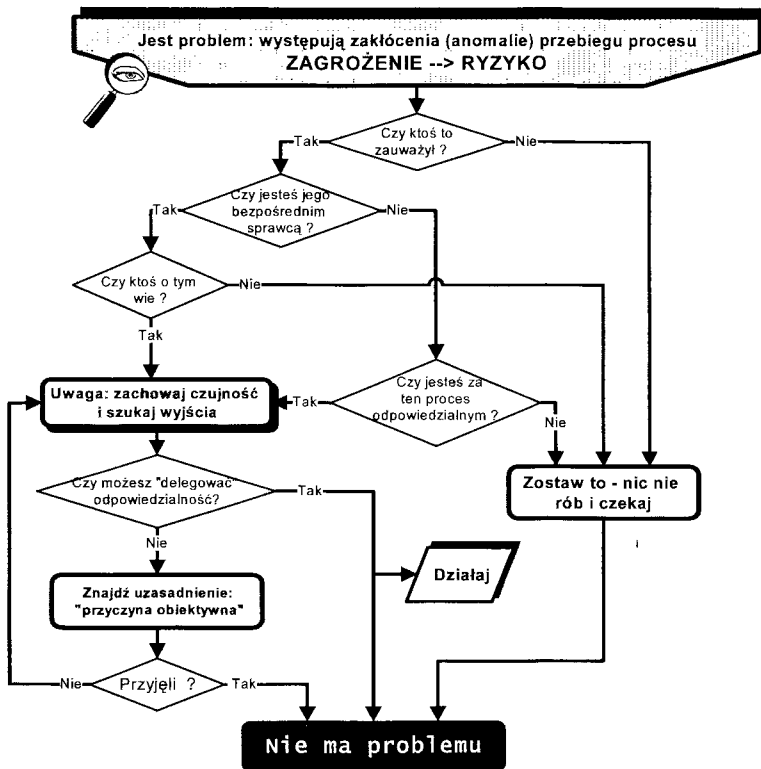 Jest problem: występują zakłócenia (anomalie) przebiegu procesu
ZAGROŻENIE --> RYZYKO
Czy ktoś to
zauważył ?
Tak
Nie
Czy jesteś jego
bezpośrednim
sprawcą ?
Tak
Nie
Czy ktoś o tym
wie ?
Nie
Tak
Uwaga: zachowaj czujność
i szukaj wyjścia
Czy jesteś za
ten proces
odpowiedzialnym ?
Tak
Nie
Czy możesz "delegować"
odpowiedzialność?
Tak
Nie
Zostaw to - nic nie
rób i czekaj
Działaj
Znajdź uzasadnienie:
"przyczyna obiektywna"
Przyjęli ?
Nie
Tak
Nie ma problemu